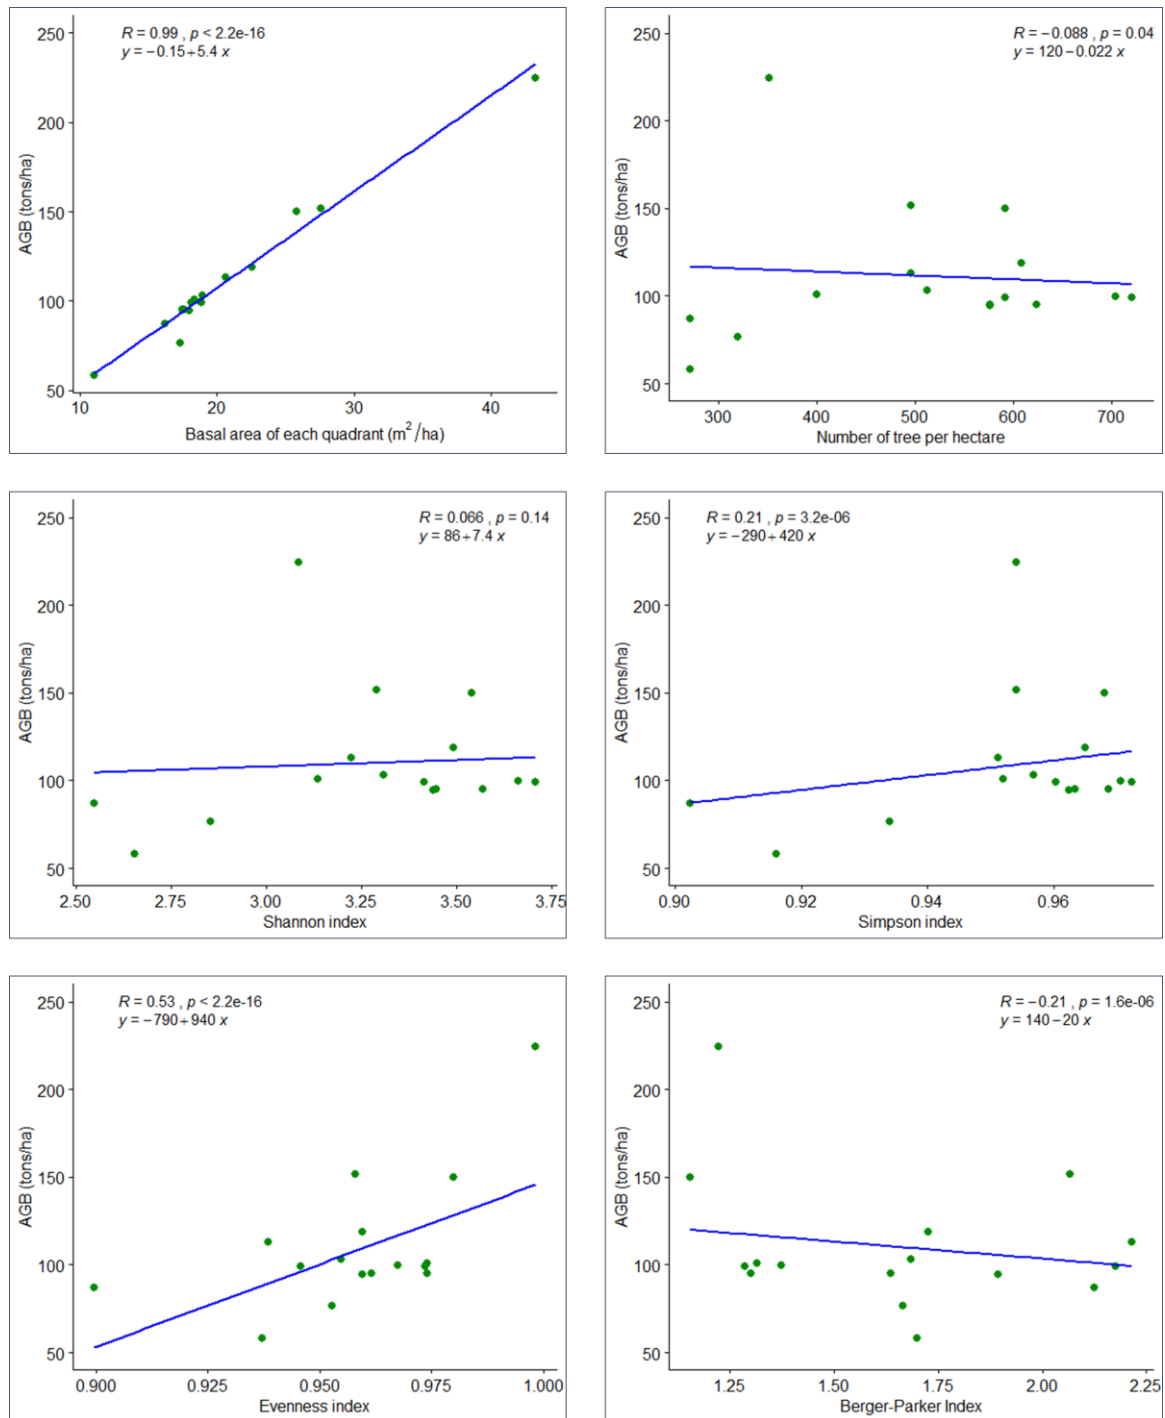 R = 0.99 , p < 2.2e-16
y = −0.15+5.4 x
250
200
150
100
50
AGB (tons/ha)
10 20 30 40
Basal area of each quadrant (m²/ha)
R = −0.088 , p = 0.04
y = 120−0.022 x
250
200
150
100
50
AGB (tons/ha)
300 400 500 600 700
Number of tree per hectare
R = 0.066 , p = 0.14
y = 86+7.4 x
250
200
150
100
50
AGB (tons/ha)
2.50 2.75 3.00 3.25 3.50 3.75
Shannon index
R = 0.21 , p = 3.2e-06
y = −290+420 x
250
200
150
100
50
AGB (tons/ha)
0.90 0.92 0.94 0.96
Simpson index
R = 0.53 , p < 2.2e-16
y = −790+940 x
250
200
150
100
50
AGB (tons/ha)
0.900 0.925 0.950 0.975 1.000
Evenness index
R = −0.21 , p = 1.6e-06
y = 140−20 x
250
200
150
100
50
AGB (tons/ha)
1.25 1.50 1.75 2.00 2.25
Berger-Parker Index